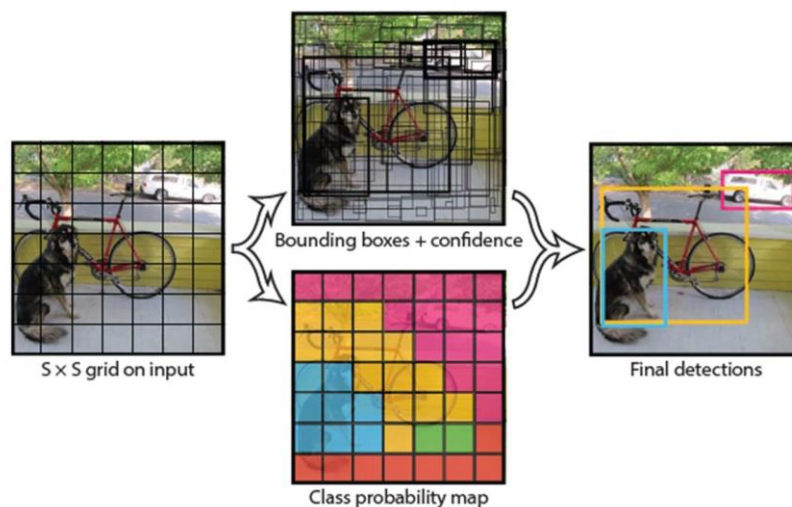 S × S grid on input
Bounding boxes + confidence
Class probability map
Final detections